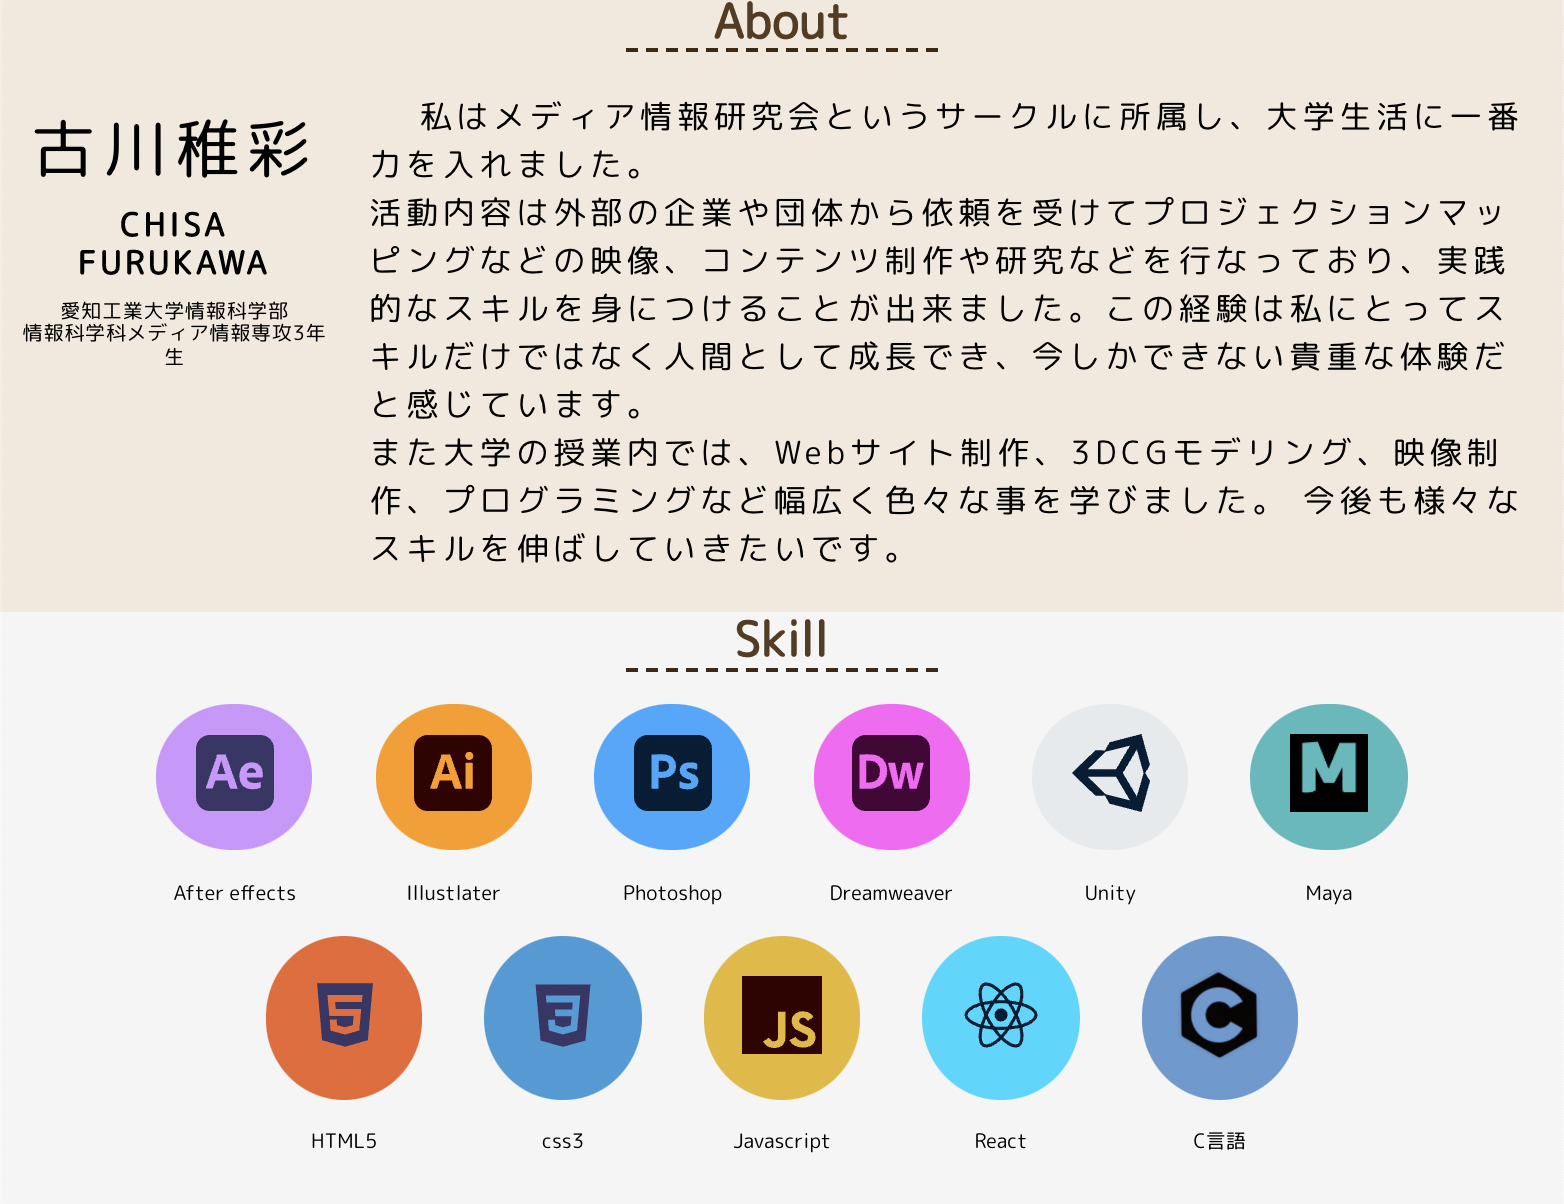 About
古川稚彩
CHISA
FURUKAWA
愛知工業大学情報科学部
情報科学科メディア情報専攻3年
生
私はメディア情報研究会というサークルに所属し、大学生活に一番
力を入れました。
活動内容は外部の企業や団体から依頼を受けてプロジェクションマッ
ピングなどの映像、コンテンツ制作や研究などを行なっており、実践
的なスキルを身につけることが出来ました。この経験は私にとってス
キルだけではなく人間として成長でき、今しかできない貴重な体験だ
と感じています。
また大学の授業内では、Webサイト制作、3DCGモデリング、映像制
作、プログラミングなど幅広く色々な事を学びました。 今後も様々な
スキルを伸ばしていきたいです。
Skill
Ae
Ai
Ps
Dw
M
After effects
Illustlater
Photoshop
Dreamweaver
Unity
Maya
5
3
JS
C
HTML5
css3
Javascript
React
C言語